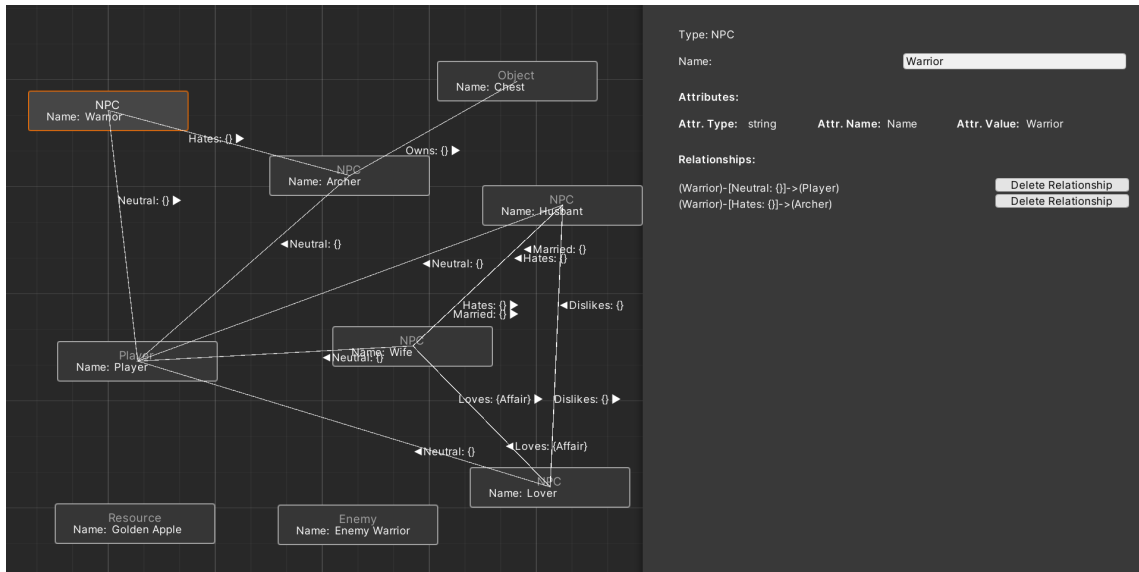 Object
Name: Chest
NPC
Name: Warrior
Hates: {} ▶
Owns: {} ▶
NPC
Name: Archer
NPC
Name: Husbant
Neutral: {} ▶
◀Neutral: {}
◀Married: {}
◀Hates: {}
◀Neutral: {}
Hates: {} ▶
Married: {} ▶
◀Dislikes: {}
NPC
Name: Wife
◀Neutral: {}
Player
Name: Player
Loves: {Affair} ▶
Dislikes: {} ▶
◀Loves: {Affair}
◀Neutral: {}
NPC
Name: Lover
Resource
Name: Golden Apple
Enemy
Name: Enemy Warrior
Type: NPC
Name: Warrior
Attributes:
Attr. Type: string Attr. Name: Name Attr. Value: Warrior
Relationships:
(Warrior)-[Neutral: {}]->(Player) Delete Relationship
(Warrior)-[Hates: {}]->(Archer) Delete Relationship